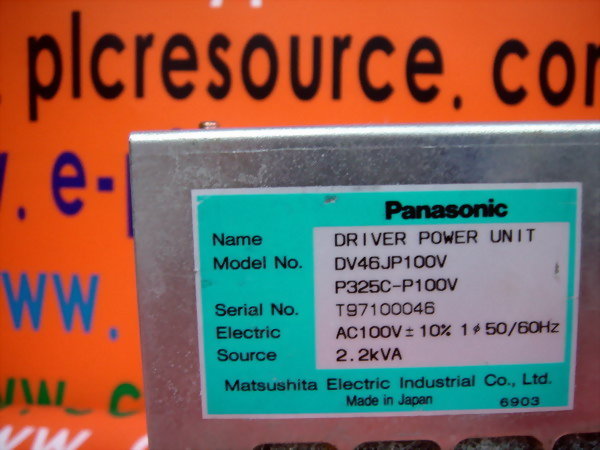 plcresource.com
. e-p
WWW.
Panasonic
Name DRIVER POWER UNIT
Model No. DV46JP100V
P325C-P100V
Serial No. T97100046
Electric AC100V±10% 1ϕ50/60Hz
Source 2.2kVA
Matsushita Electric Industrial Co., Ltd.
Made in Japan 6903